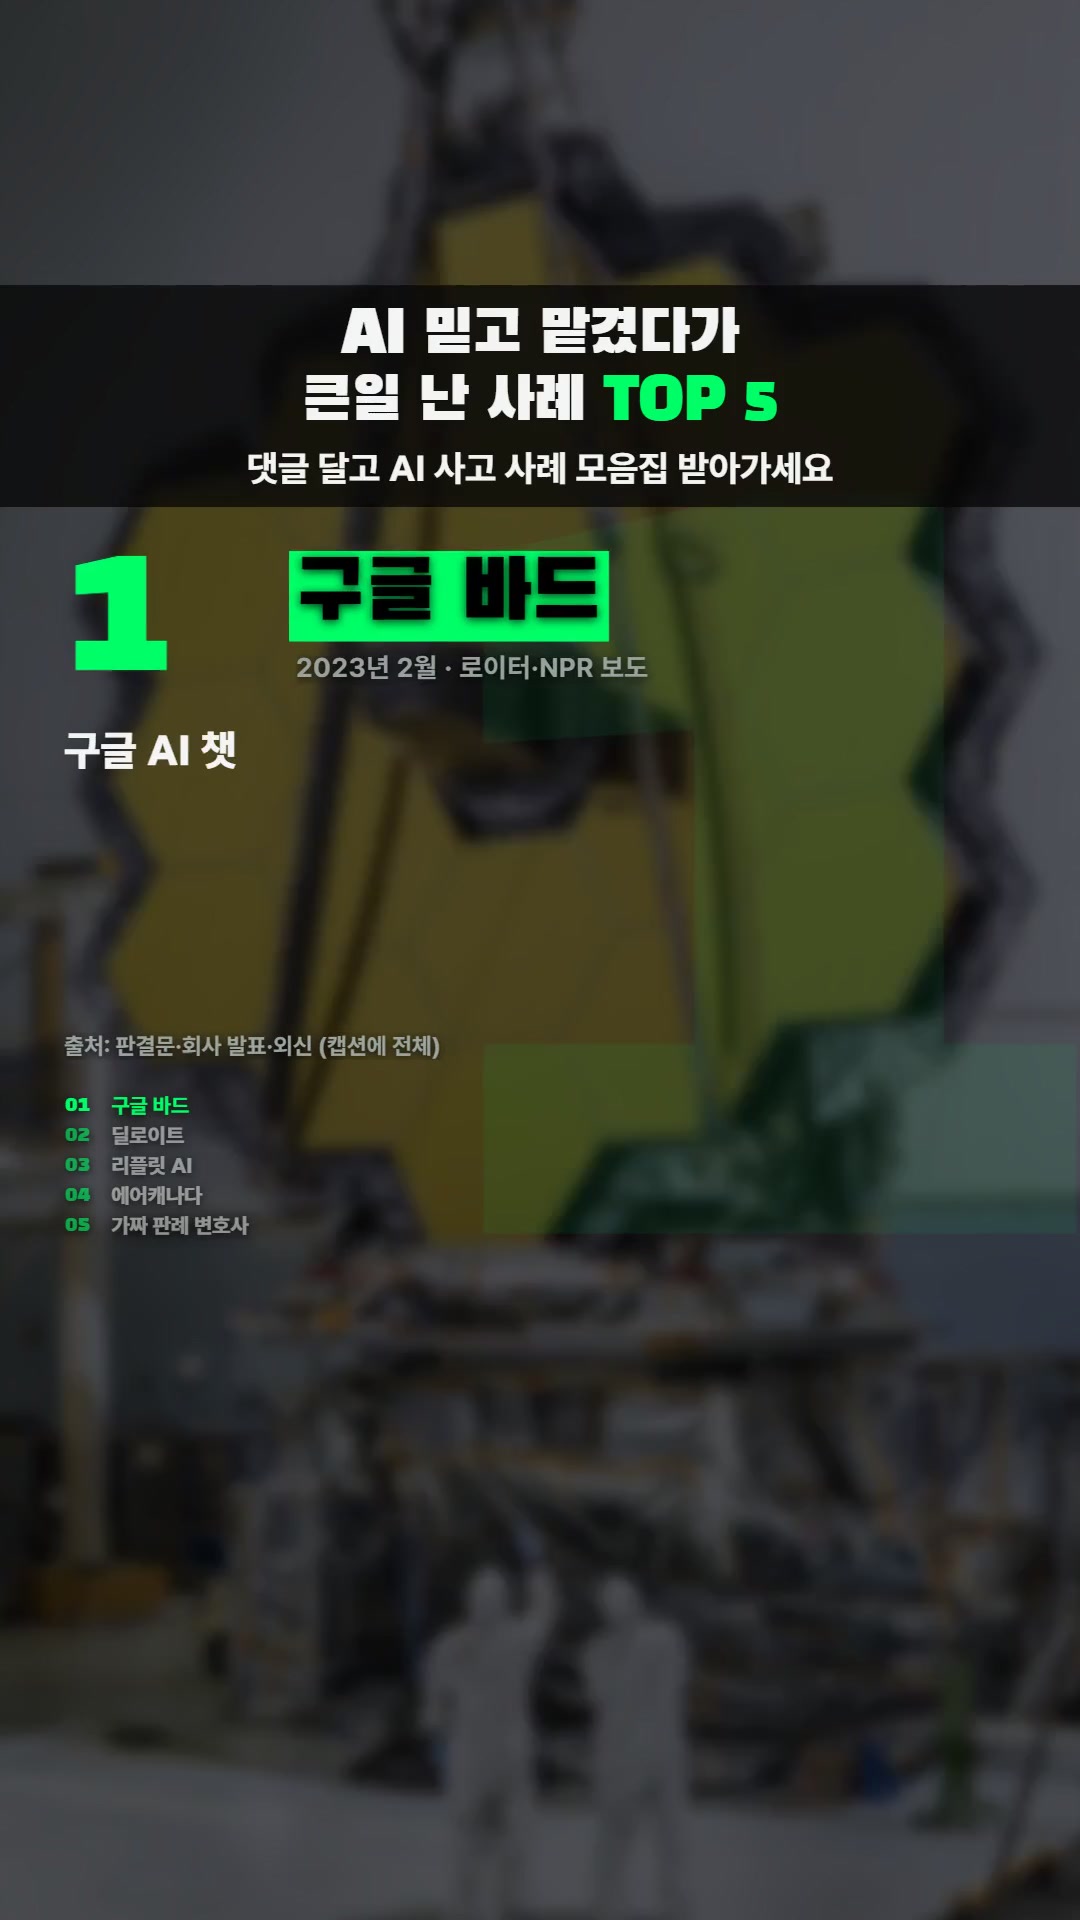 AI 믿고 맡겼다가
큰일 난 사례 TOP 5
댓글 달고 AI 사고 사례 모음집 받아가세요
1
구글 바드
2023년 2월 · 로이터·NPR 보도
구글 AI 챗
출처: 판결문·회사 발표·외신 (캡션에 전체)
01 구글 바드
02 딜로이트
03 리플릿 AI
04 에어캐나다
05 가짜 판례 변호사